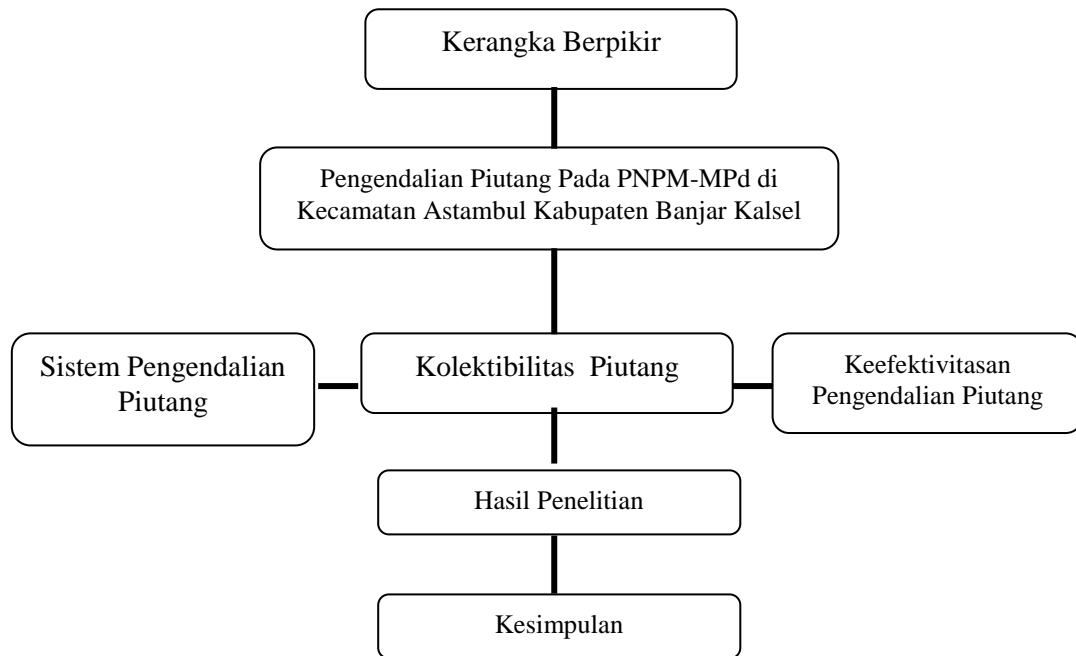 Kerangka Berpikir
Pengendalian Piutang Pada PNPM-MPd di
Kecamatan Astambul Kabupaten Banjar Kalsel
Sistem Pengendalian
Piutang
Kolektibilitas Piutang
Keefektivitasan
Pengendalian Piutang
Hasil Penelitian
Kesimpulan